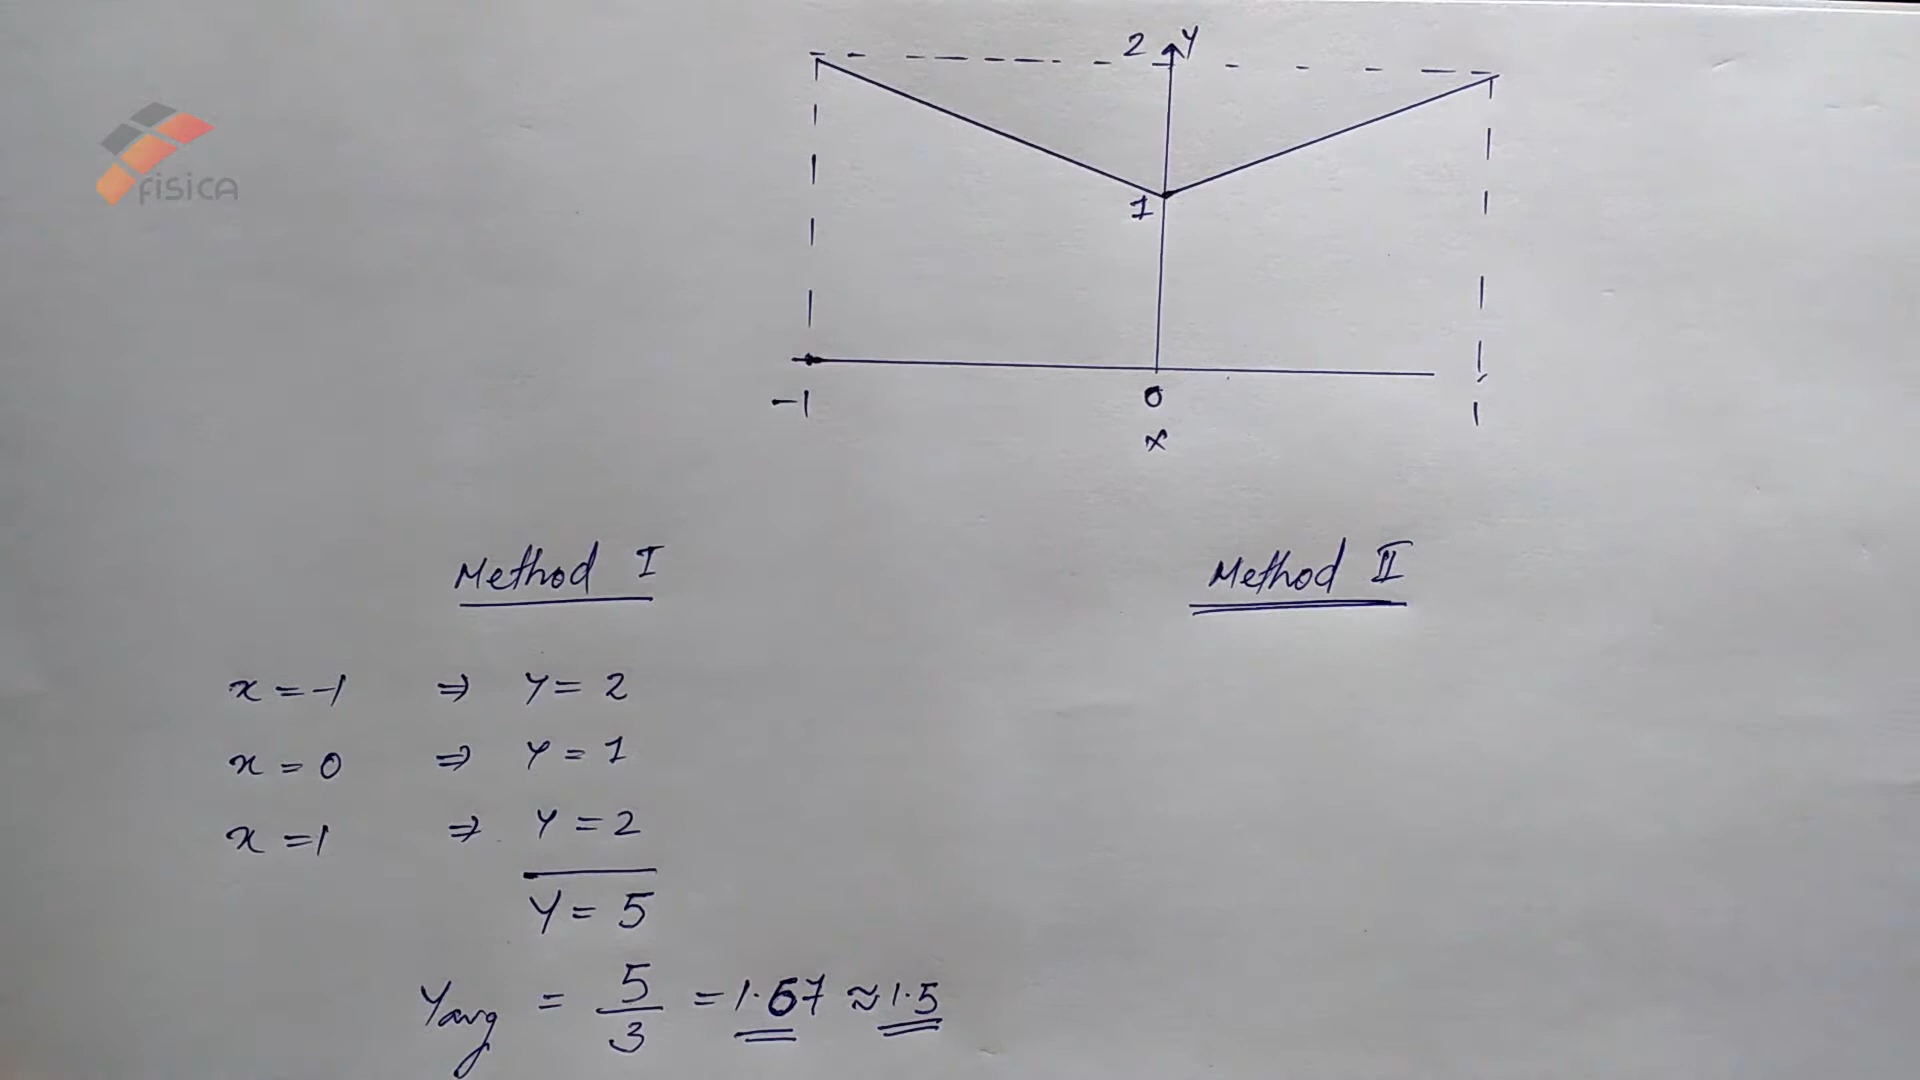 2 Y
fisica
1
-1 0 1
x
Method I
Method II
x = -1 ⇒ Y = 2
x = 0 ⇒ Y = 1
x = 1 ⇒ Y = 2
Y = 5
Yavg = 5/3 = 1.67 ≈ 1.5